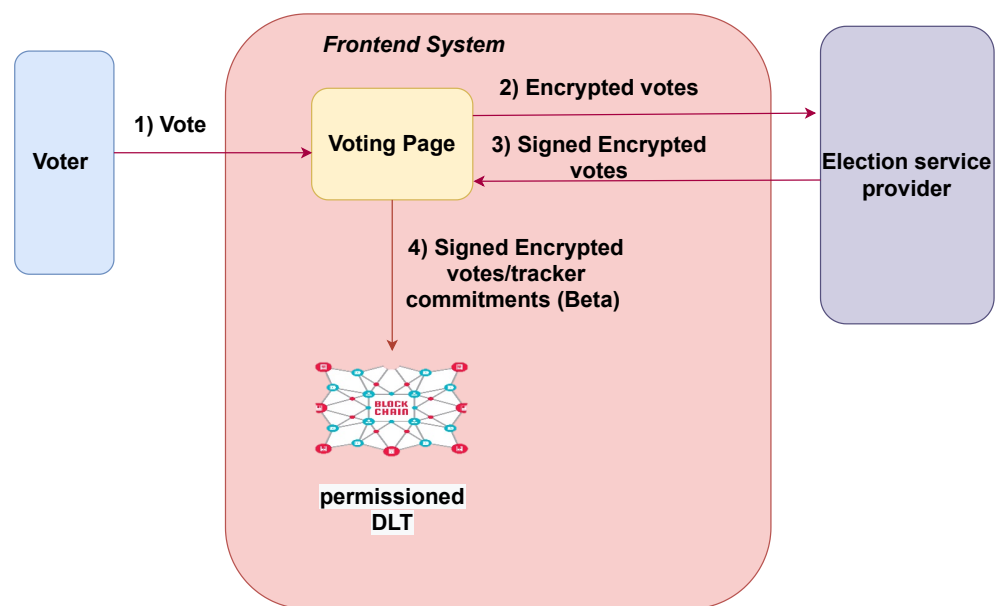 Frontend System
1) Vote
2) Encrypted votes
Voter
Voting Page
3) Signed Encrypted
votes
Election service
provider
4) Signed Encrypted
votes/tracker
commitments (Beta)
BLOCK
CHAIN
permissioned
DLT